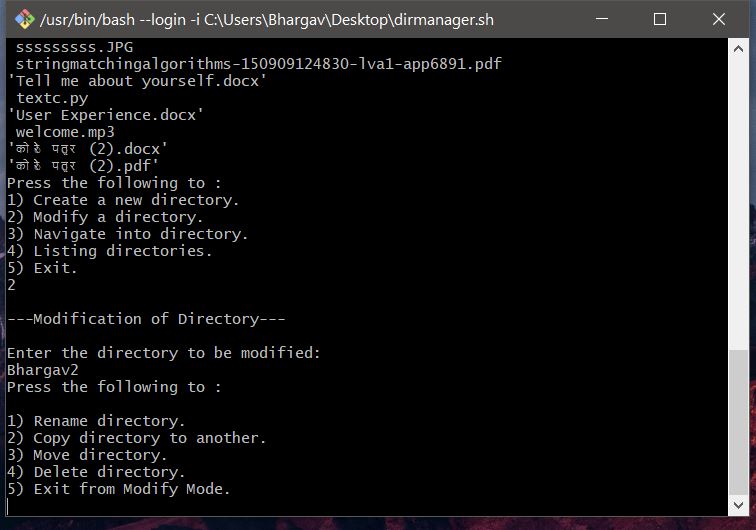 /usr/bin/bash --login -i C:\Users\Bhargav\Desktop\dirmanager.sh
sssssssss.JPG
stringmatchingalgorithms-150909124830-lva1-app6891.pdf
'Tell me about yourself.docx'
textc.py
'User Experience.docx'
welcome.mp3
'कोरे पत्र (2).docx'
'कोरे पत्र (2).pdf'
Press the following to :
1) Create a new directory.
2) Modify a directory.
3) Navigate into directory.
4) Listing directories.
5) Exit.
2
---Modification of Directory---
Enter the directory to be modified:
Bhargav2
Press the following to :
1) Rename directory.
2) Copy directory to another.
3) Move directory.
4) Delete directory.
5) Exit from Modify Mode.